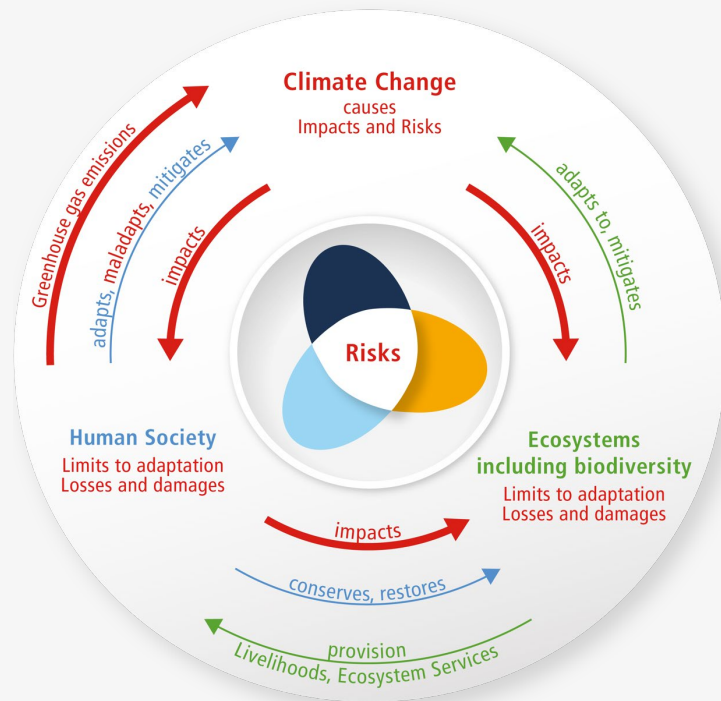 Climate Change
causes
Impacts and Risks
Greenhouse gas emissions
adapts, maladapts, mitigates
impacts
impacts
adapts to, mitigates
Risks
Human Society
Limits to adaptation
Losses and damages
Ecosystems
including biodiversity
Limits to adaptation
Losses and damages
impacts
conserves, restores
provision
Livelihoods, Ecosystem Services